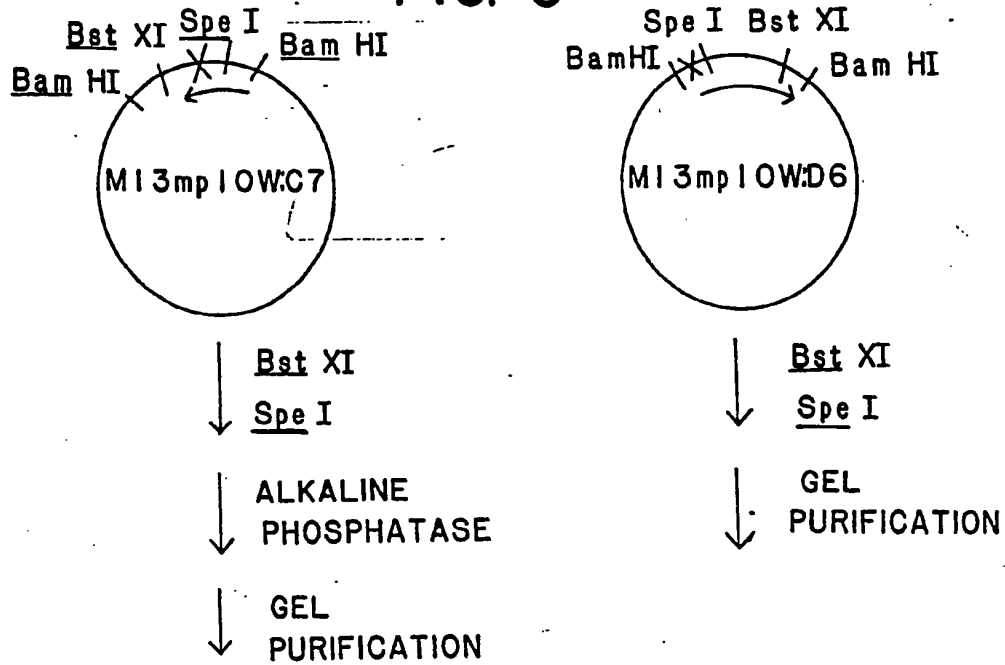 Bst XI
Spe I
Bam HI
Bam HI
M13mp10W:C7
Bst XI
Spe I
ALKALINE
PHOSPHATASE
GEL
PURIFICATION
Spe I
Bst XI
BamHI
Bam HI
M13mp10W:D6
Bst XI
Spe I
GEL
PURIFICATION